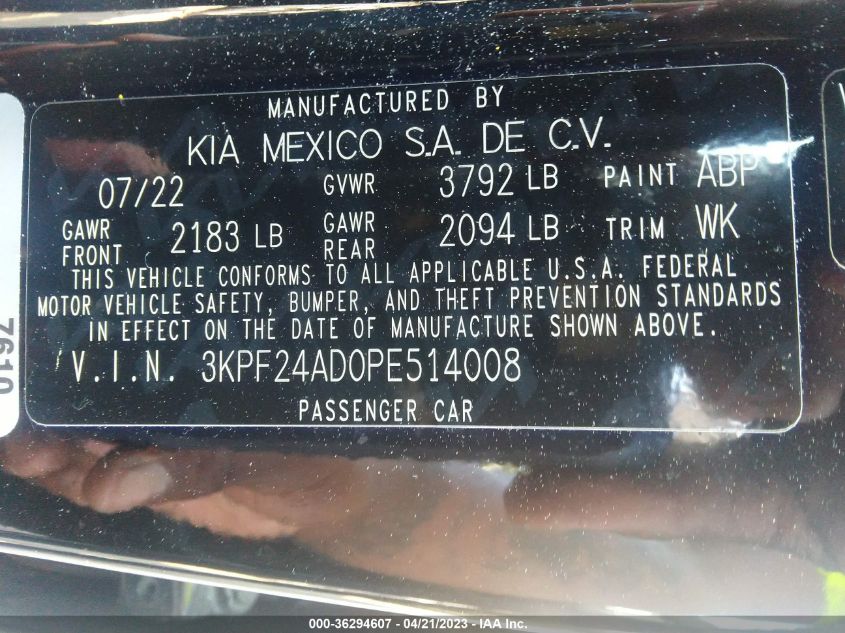 MANUFACTURED BY
KIA MEXICO S.A. DE C.V.
07/22 GVWR 3792 LB PAINT ABP
GAWR FRONT 2183 LB GAWR REAR 2094 LB TRIM WK
THIS VEHICLE CONFORMS TO ALL APPLICABLE U.S.A. FEDERAL
MOTOR VEHICLE SAFETY, BUMPER, AND THEFT PREVENTION STANDARDS
IN EFFECT ON THE DATE OF MANUFACTURE SHOWN ABOVE.
V.I.N. 3KPF24AD0PE514008
PASSENGER CAR
7610
000-36294607 - 04/21/2023 - IAA, Inc.